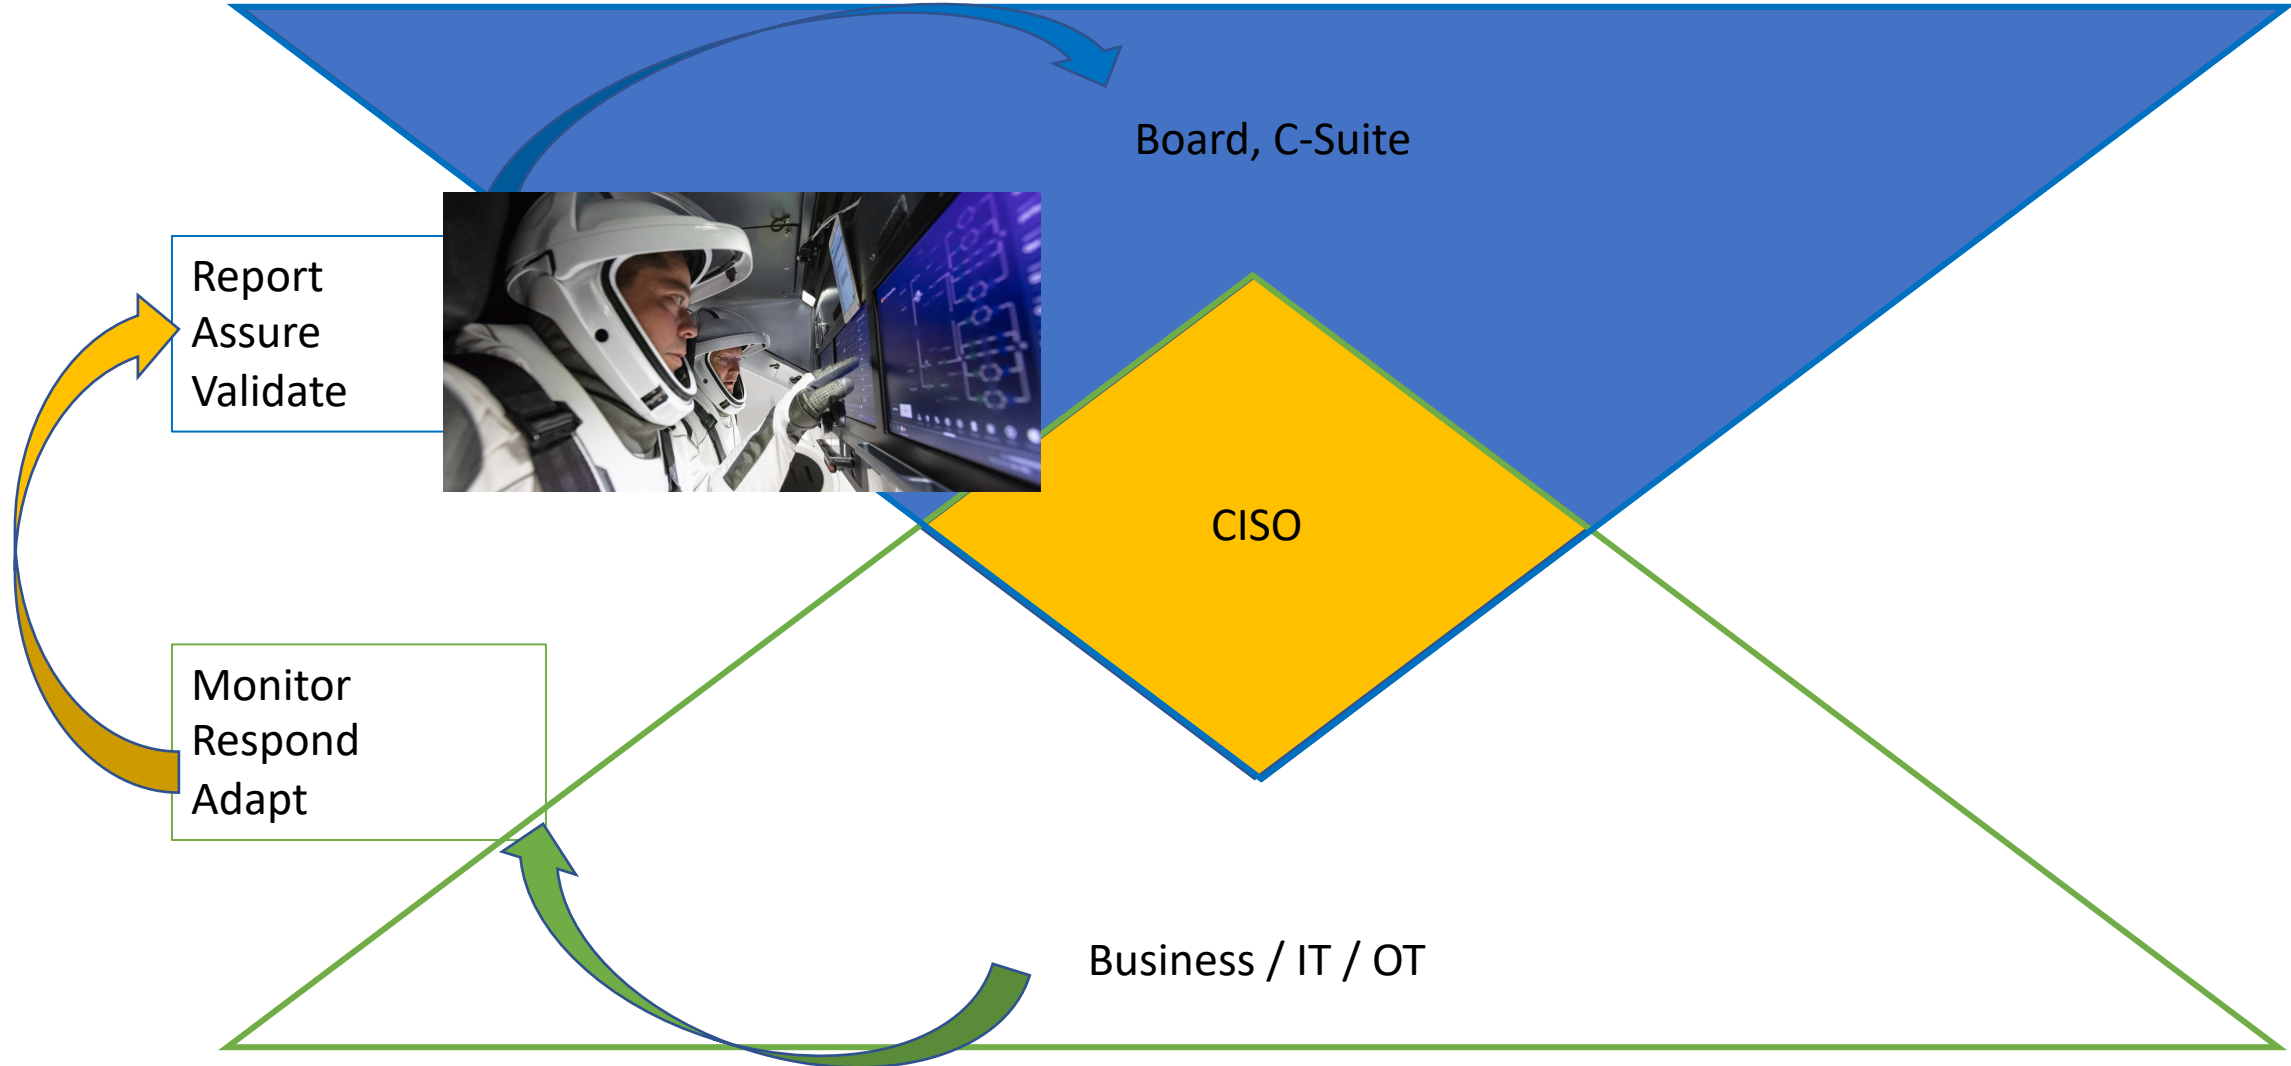 Board, C-Suite
Report
Assure
Validate
CISO
Monitor
Respond
Adapt
Business / IT / OT